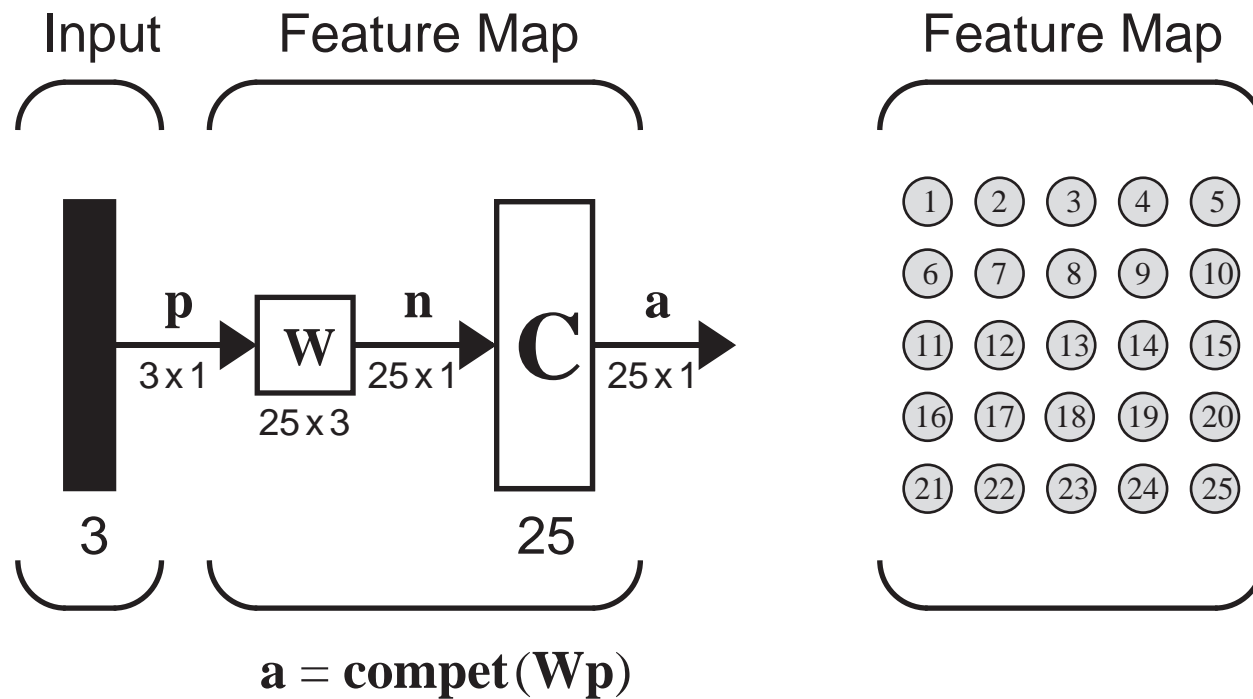 Input Feature Map Feature Map
1 2 3 4 5
6 7 8 9 10
p n C a
W
11 12 13 14 15
3 x 1 25 x 1 25 x 1
25 x 3
16 17 18 19 20
21 22 23 24 25
3 25
a = compet (Wp)